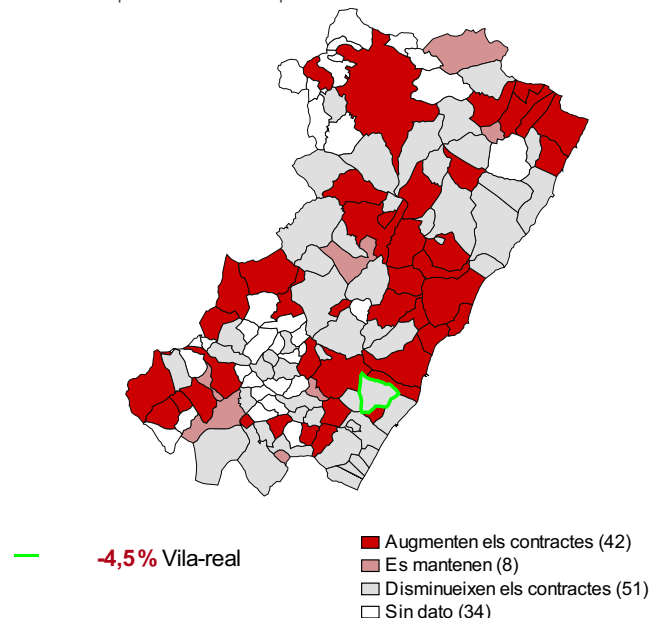 -4,5% Vila-real
Augmenten els contractes (42)
Es mantenen (8)
Disminueixen els contractes (51)
Sin dato (34)